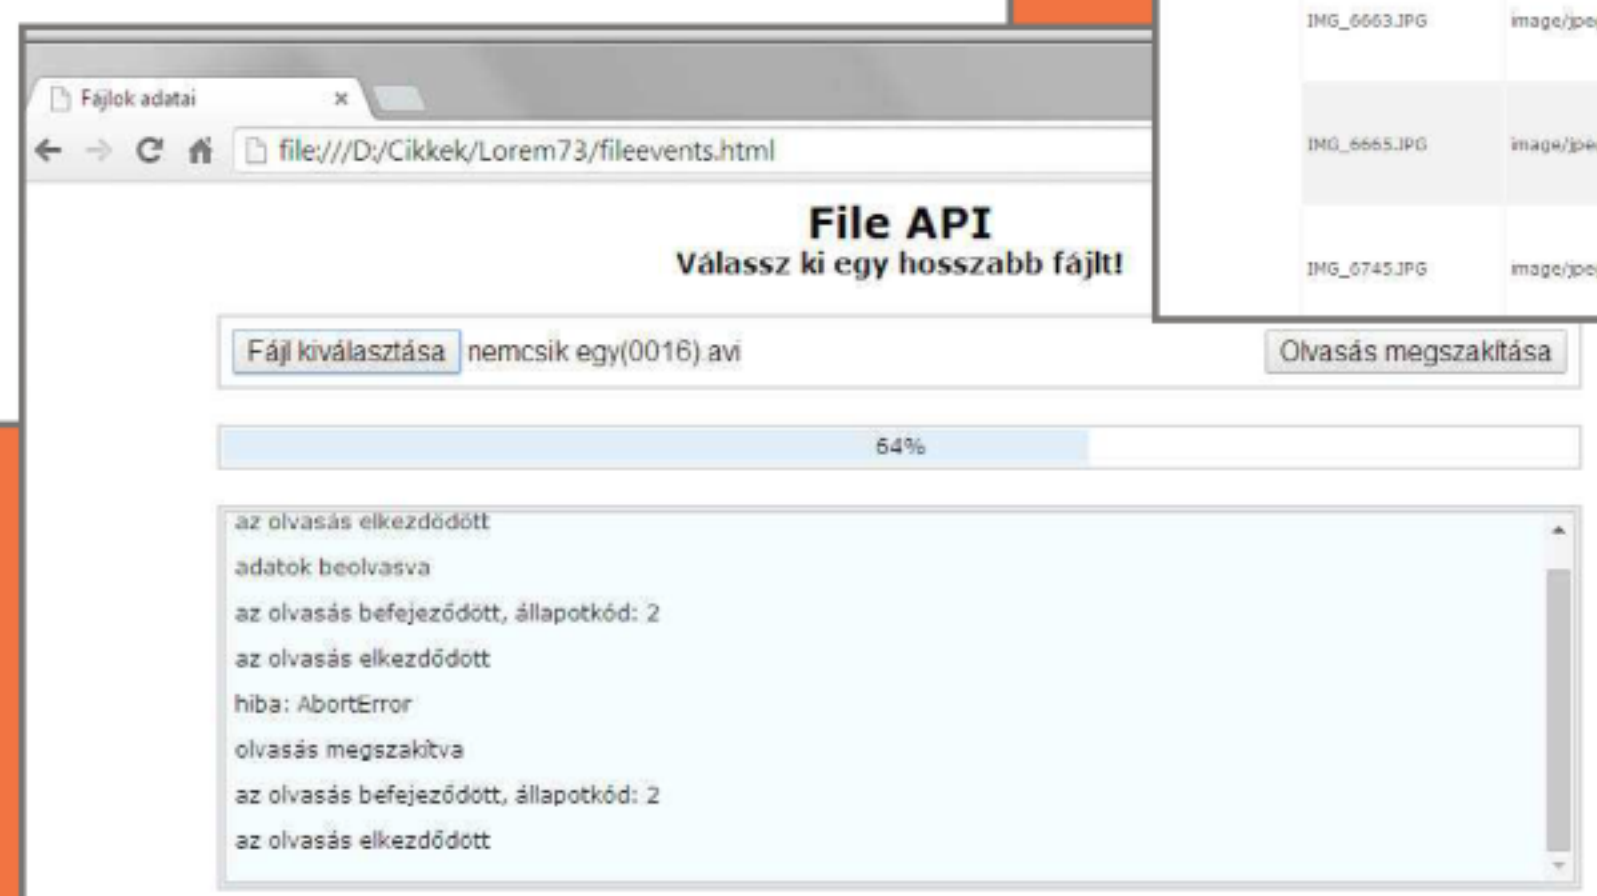 IMG_6663.JPG image/jpe
IMG_6665.JPG image/jpe
IMG_6745.JPG image/jpe
Fájlok adatai
file:///D:/Cikkek/Lorem73/fileevents.html
File API
Válassz ki egy hosszabb fájlt!
Fájl kiválasztása nemcsik egy(0016).avi Olvasás megszakítása
64%
az olvasás elkezdődött
adatok beolvasva
az olvasás befejeződött, állapotkód: 2
az olvasás elkezdődött
hiba: AbortError
olvasás megszakítva
az olvasás befejeződött, állapotkód: 2
az olvasás elkezdődött